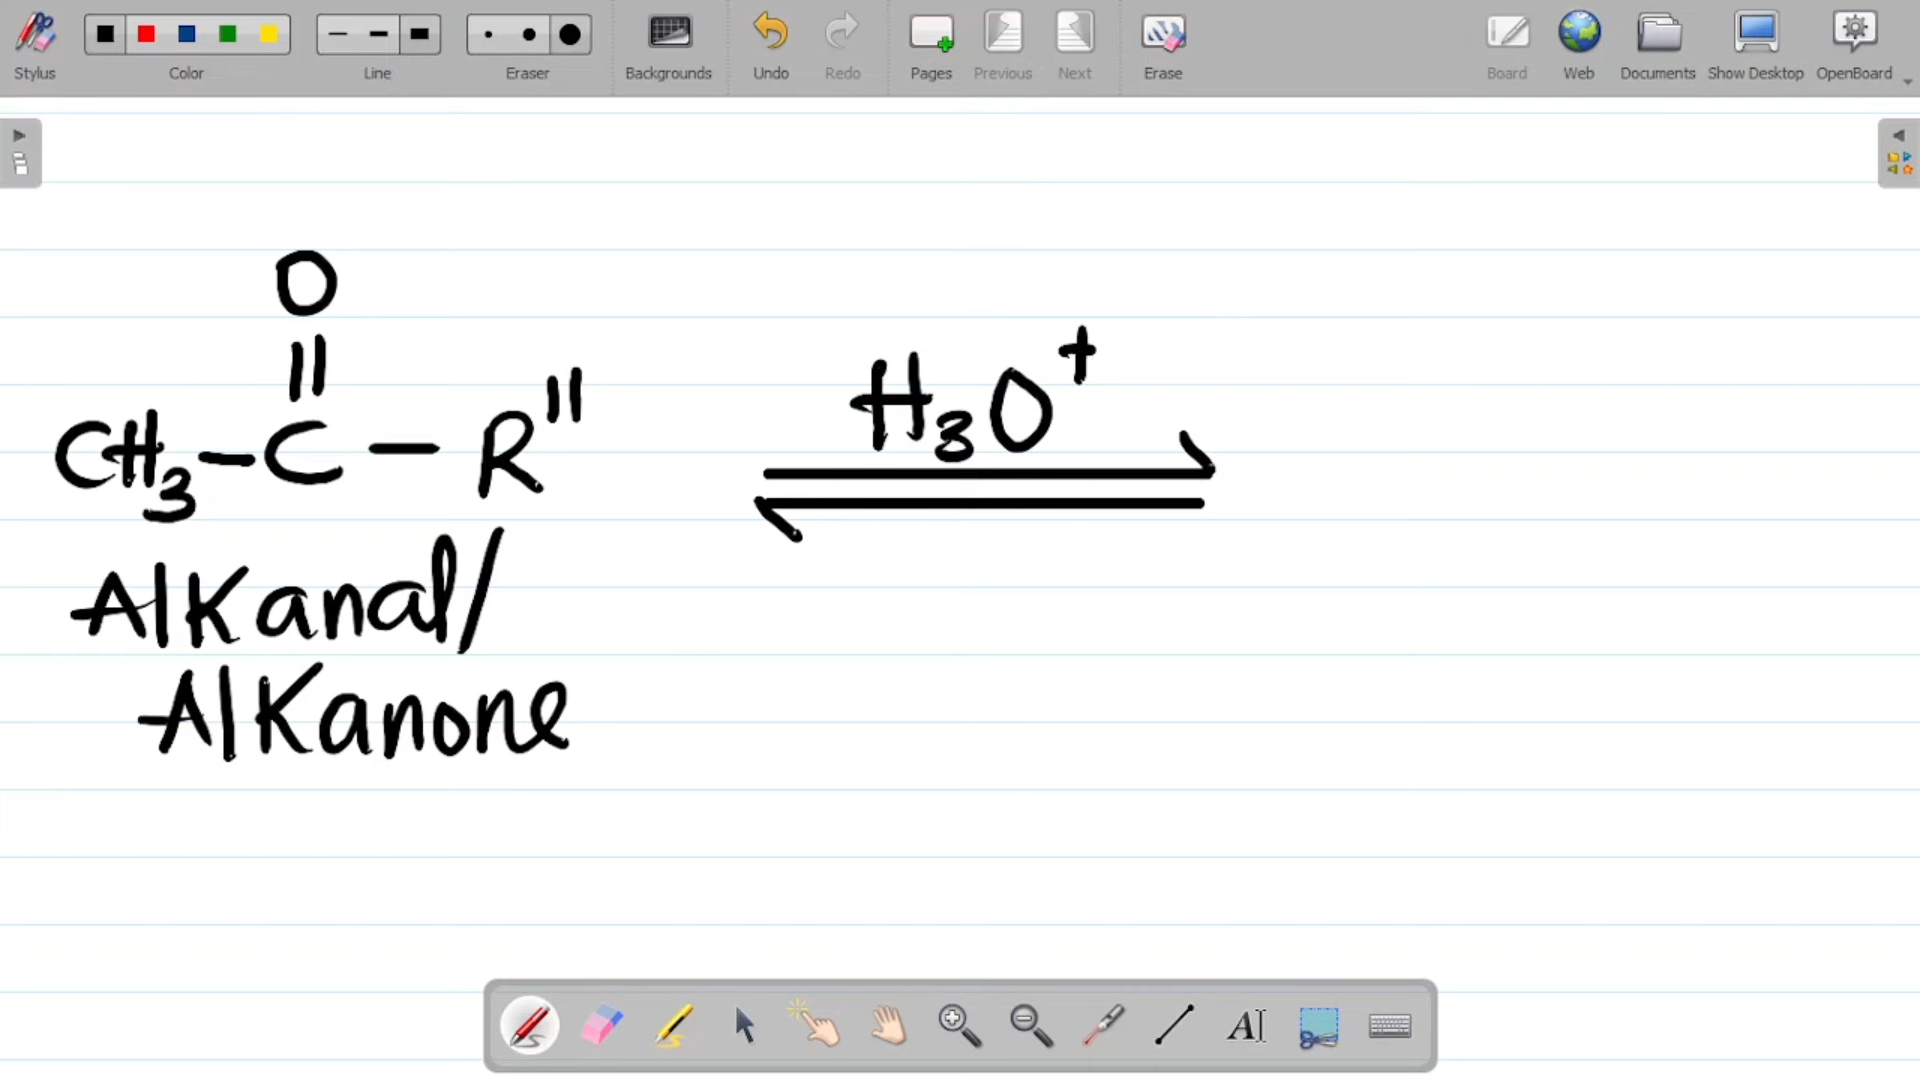 Stylus Color Line Eraser Backgrounds Undo Redo Pages Previous Next Erase Board Web Documents Show Desktop OpenBoard
O
||
CH₃-C-R"
H₃O⁺
Alkanal/
Alkanone
AI